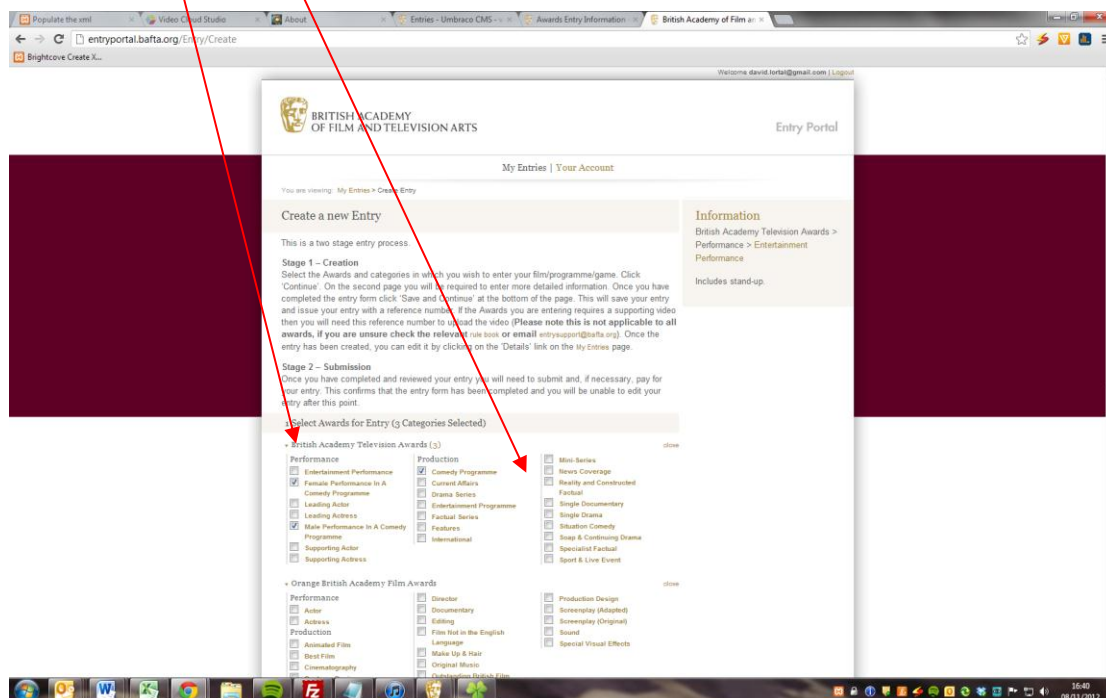 Populate the xml
Video Cloud Studio
About
Entries - Umbraco CMS -
Awards Entry Information
British Academy of Film an
entryportal.bafta.org/Entry/Create
Brightcove Create X...
Welcome david.lortal@gmail.com | Logout
BRITISH ACADEMY
OF FILM AND TELEVISION ARTS
Entry Portal
My Entries | Your Account
You are viewing: My Entries > Create Entry
Create a new Entry
This is a two stage entry process.
Stage 1 – Creation
Select the Awards and categories in which you wish to enter your film/programme/game. Click
'Continue'. On the second page you will be required to enter more detailed information. Once you have
completed the entry form click 'Save and Continue' at the bottom of the page. This will save your entry
and issue your entry with a reference number. If the Awards you are entering requires a supporting video
then you will need this reference number to upload the video (Please note this is not applicable to all
awards, if you are unsure check the relevant rule book or email entrysupport@bafta.org). Once the
entry has been created, you can edit it by clicking on the 'Details' link on the My Entries page.
Stage 2 – Submission
Once you have completed and reviewed your entry you will need to submit and, if necessary, pay for
your entry. This confirms that the entry form has been completed and you will be unable to edit your
entry after this point.
Information
British Academy Television Awards >
Performance > Entertainment
Performance
Includes stand-up.
1 Select Awards for Entry (3 Categories Selected)
British Academy Television Awards (3)
close
Performance
Entertainment Performance
Female Performance In A
Comedy Programme
Leading Actor
Leading Actress
Male Performance In A Comedy
Programme
Supporting Actor
Supporting Actress
Production
Comedy Programme
Current Affairs
Drama Series
Entertainment Programme
Factual Series
Features
International
Mini-Series
News Coverage
Reality and Constructed
Factual
Single Documentary
Single Drama
Situation Comedy
Soap & Continuing Drama
Specialist Factual
Sport & Live Event
Orange British Academy Film Awards
close
Performance
Actor
Actress
Production
Animated Film
Best Film
Cinematography
Director
Documentary
Editing
Film Not in the English
Language
Make Up & Hair
Original Music
Outstanding British Film
Production Design
Screenplay (Adapted)
Screenplay (Original)
Sound
Special Visual Effects
16:40
08/11/2012